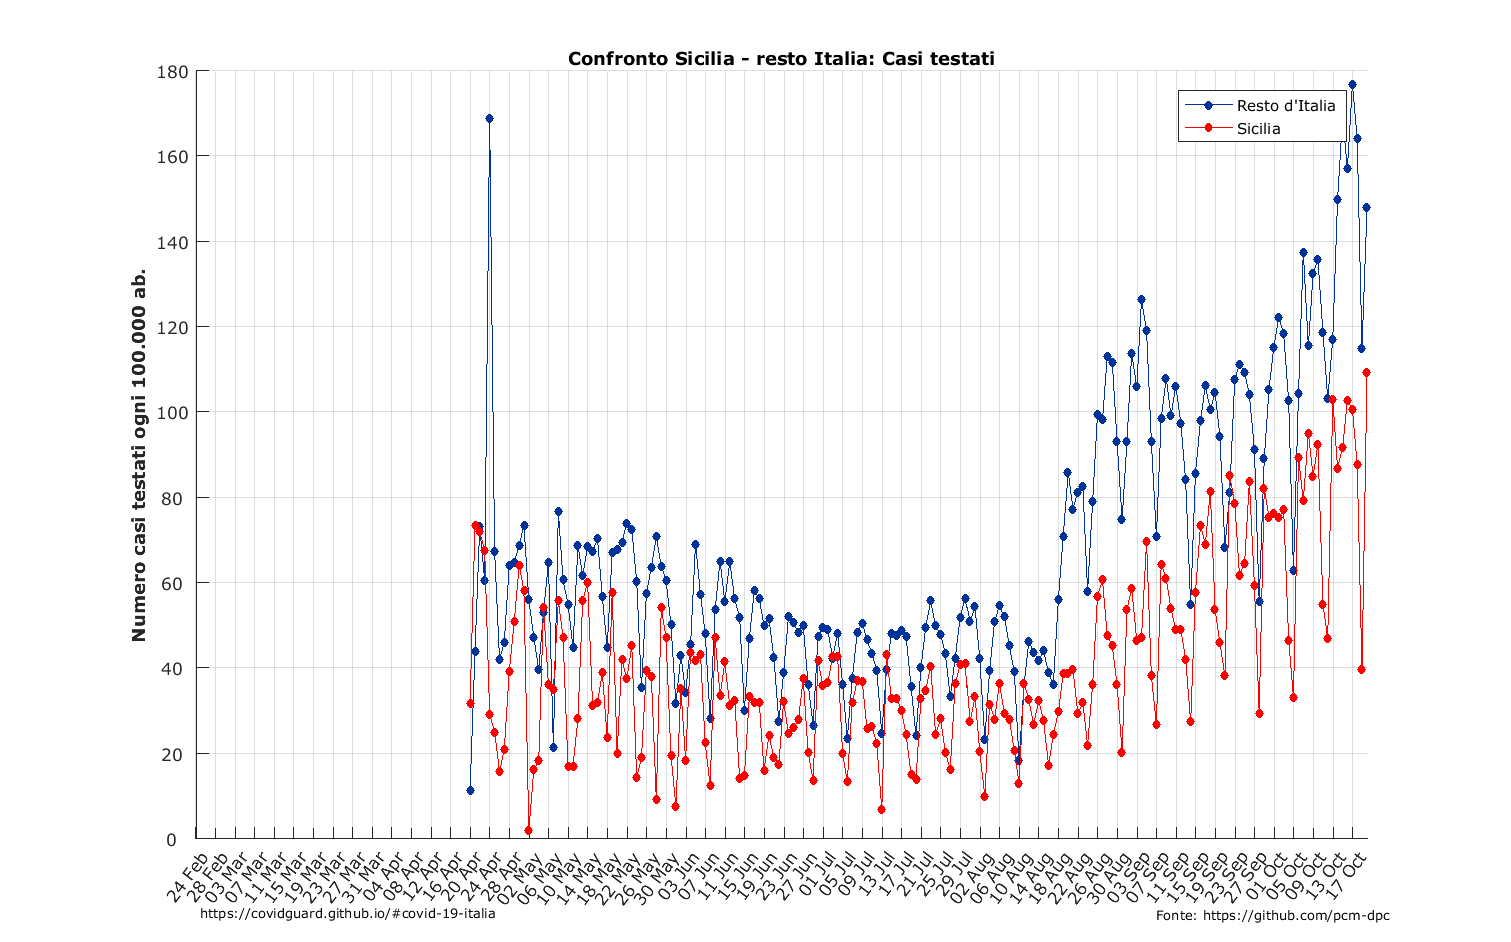 Confronto Sicilia - resto Italia: Casi testati
Numero casi testati ogni 100.000 ab.
180
160
140
120
100
80
60
40
20
0
Resto d'Italia
Sicilia
24 Feb
28 Feb
03 Mar
07 Mar
11 Mar
15 Mar
19 Mar
23 Mar
27 Mar
31 Mar
04 Apr
08 Apr
12 Apr
16 Apr
20 Apr
24 Apr
28 Apr
02 May
06 May
10 May
14 May
18 May
22 May
26 May
30 May
03 Jun
07 Jun
11 Jun
15 Jun
19 Jun
23 Jun
27 Jun
01 Jul
05 Jul
09 Jul
13 Jul
17 Jul
21 Jul
25 Jul
29 Jul
02 Aug
06 Aug
10 Aug
14 Aug
18 Aug
22 Aug
26 Aug
30 Aug
03 Sep
07 Sep
11 Sep
15 Sep
19 Sep
23 Sep
27 Sep
01 Oct
05 Oct
09 Oct
13 Oct
17 Oct
https://covidguard.github.io/#covid-19-italia
Fonte: https://github.com/pcm-dpc